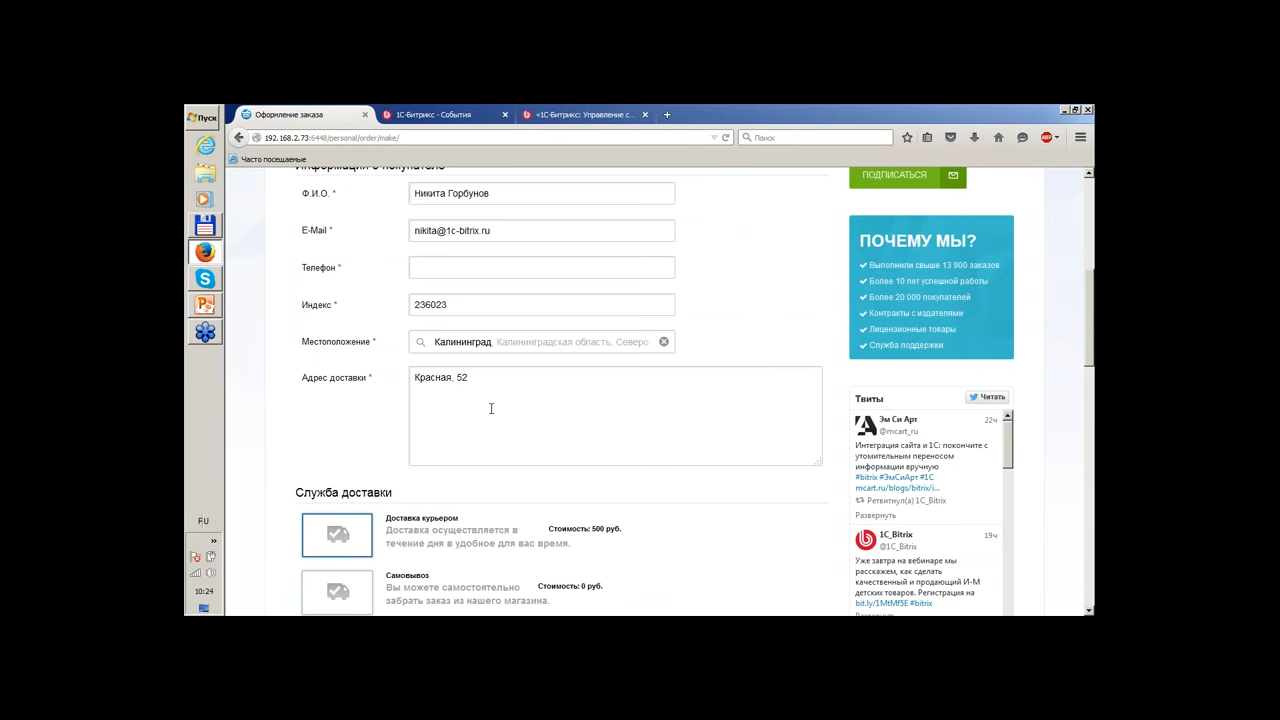 Пуск
Оформление заказа
1С-Битрикс - События
«1С-Битрикс: Управление с...
192.168.2.73:6448/personal/order/make/
Поиск
ABP
Часто посещаемые
Информация о покупателе
Ф.И.О. *
Никита Горбунов
E-Mail *
nikita@1c-bitrix.ru
Телефон *
Индекс *
236023
Местоположение *
Калининград, Калининградская область, Северо
Адрес доставки *
Красная, 52
Служба доставки
Доставка курьером
Доставка осуществляется в
течение дня в удобное для вас время.
Стоимость: 500 руб.
Самовывоз
Вы можете самостоятельно
забрать заказ из нашего магазина.
Стоимость: 0 руб.
ПОДПИСАТЬСЯ
ПОЧЕМУ МЫ?
Выполнили свыше 13 900 заказов
Более 10 лет успешной работы
Более 20 000 покупателей
Контракты с издателями
Лицензионные товары
Служба поддержки
Твиты
Читать
Эм Си Арт
22ч
@mcart_ru
Интеграция сайта и 1С: покончите с
утомительным переносом
информации вручную
#bitrix #ЭмСиАрт #1С
mcart.ru/blogs/bitrix/i...
Ретвитнул(а) 1C_Bitrix
Развернуть
1C_Bitrix
19ч
@1C_Bitrix
Уже завтра на вебинаре мы
расскажем, как сделать
качественный и продающий И-М
детских товаров. Регистрация на
bit.ly/1MtMf5E #bitrix
RU
10:24